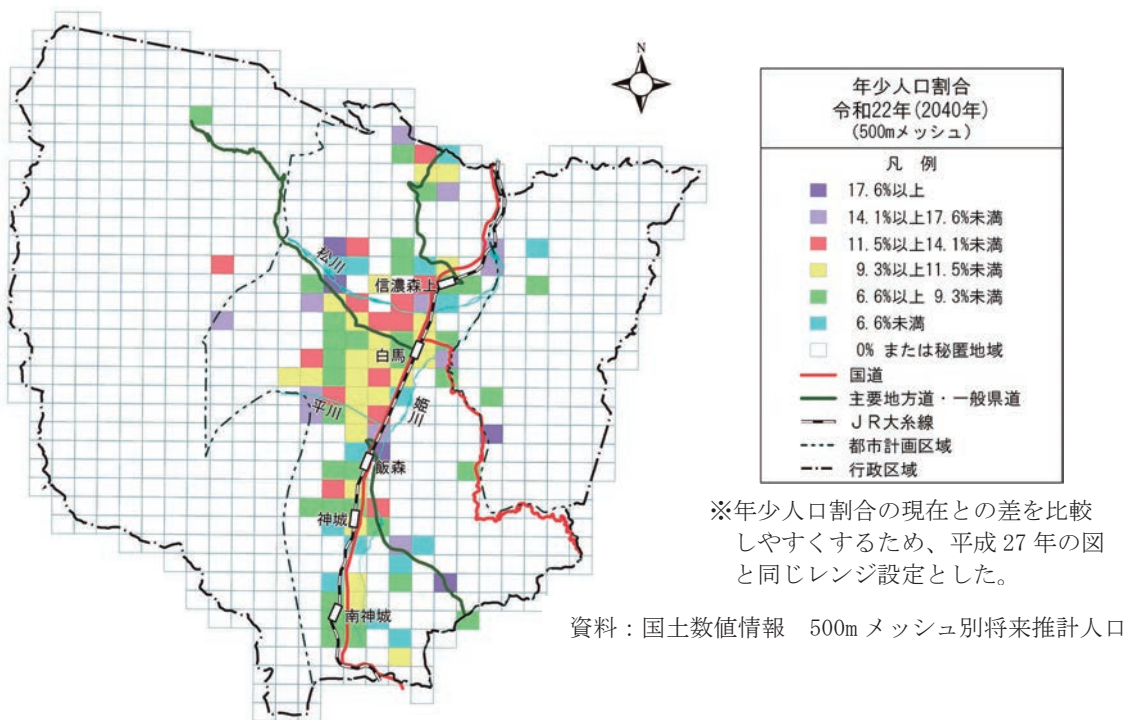 N
松川
信濃森上
白馬
平川
姫川
飯森
神城
南神城
年少人口割合
令和22年(2040年)
(500mメッシュ)
凡 例
17.6%以上
14.1%以上17.6%未満
11.5%以上14.1%未満
9.3%以上11.5%未満
6.6%以上 9.3%未満
6.6%未満
0% または秘匿地域
国道
主要地方道・一般県道
JR大糸線
都市計画区域
行政区域
※年少人口割合の現在との差を比較
しやすくするため、平成 27 年の図
と同じレンジ設定とした。
資料：国土数値情報 500m メッシュ別将来推計人口